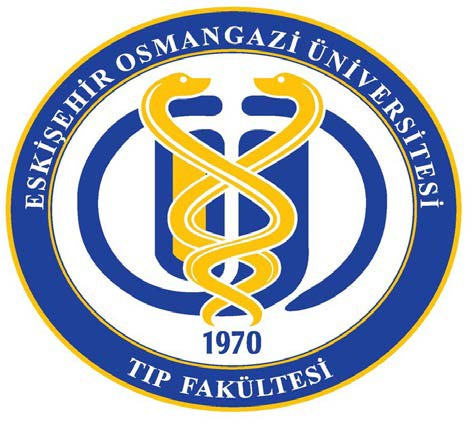 ESKİŞEHİR OSMANGAZİ ÜNİVERSİTESİ
1970
TIP FAKÜLTESİ